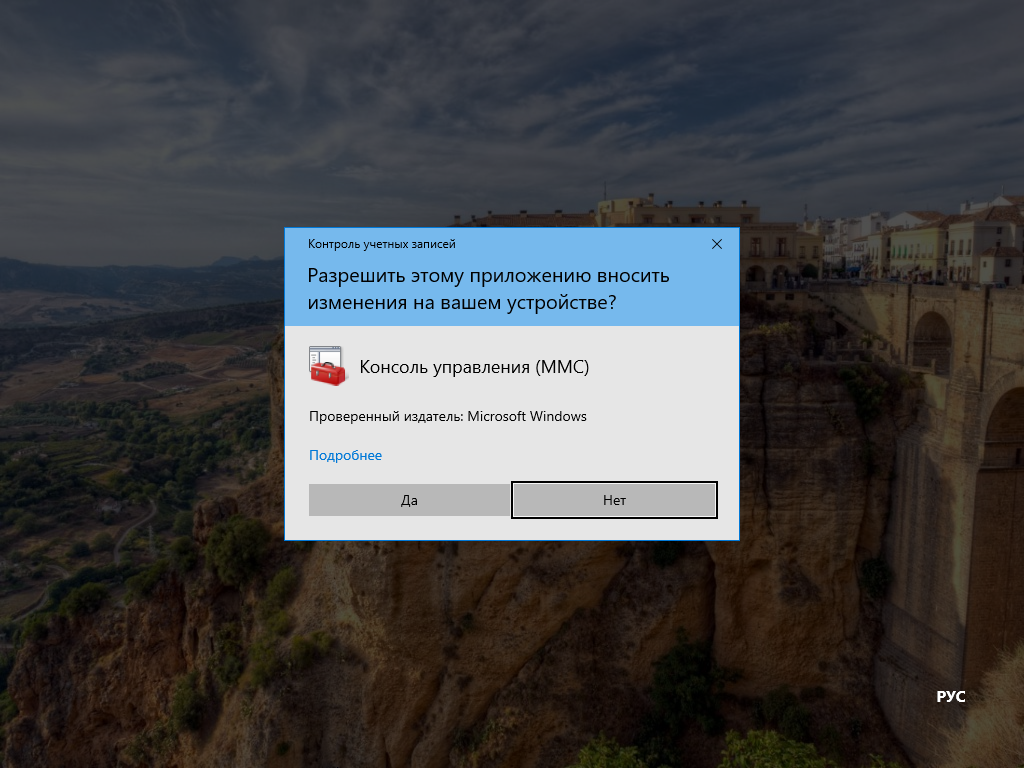 Контроль учетных записей
Разрешить этому приложению вносить
изменения на вашем устройстве?
Консоль управления (MMC)
Проверенный издатель: Microsoft Windows
Подробнее
Да
Нет
РУС